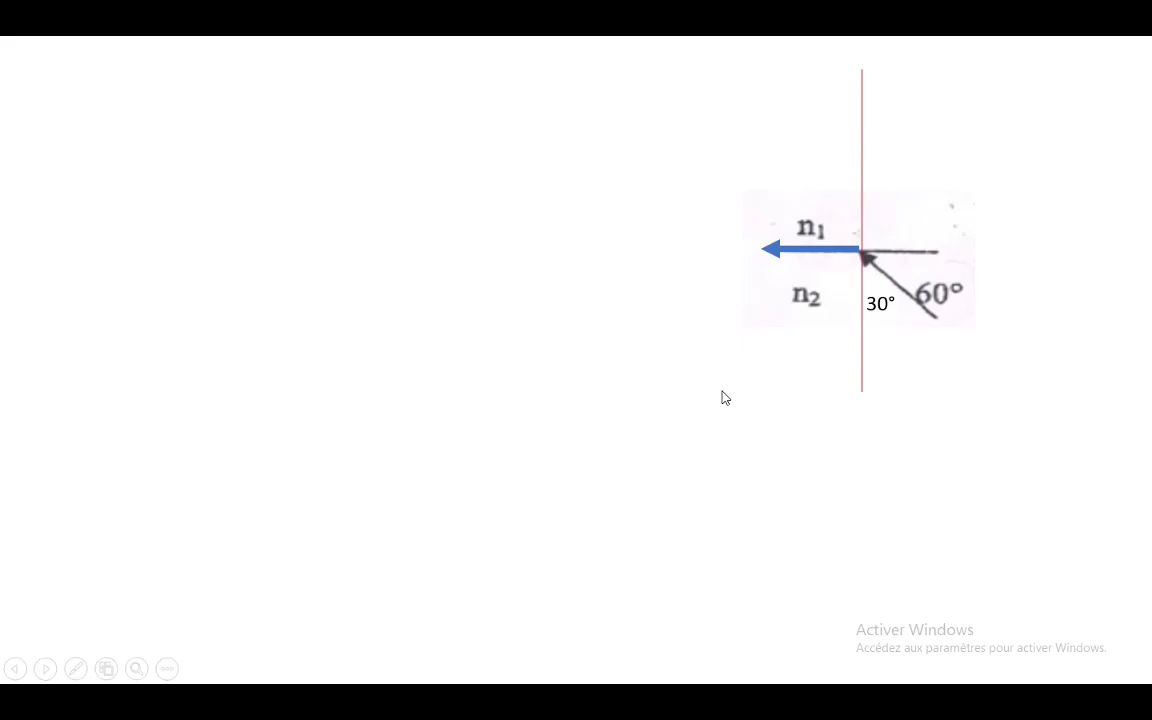 n₁
n₂
30°
60°
Activer Windows
Accédez aux paramètres pour activer Windows.